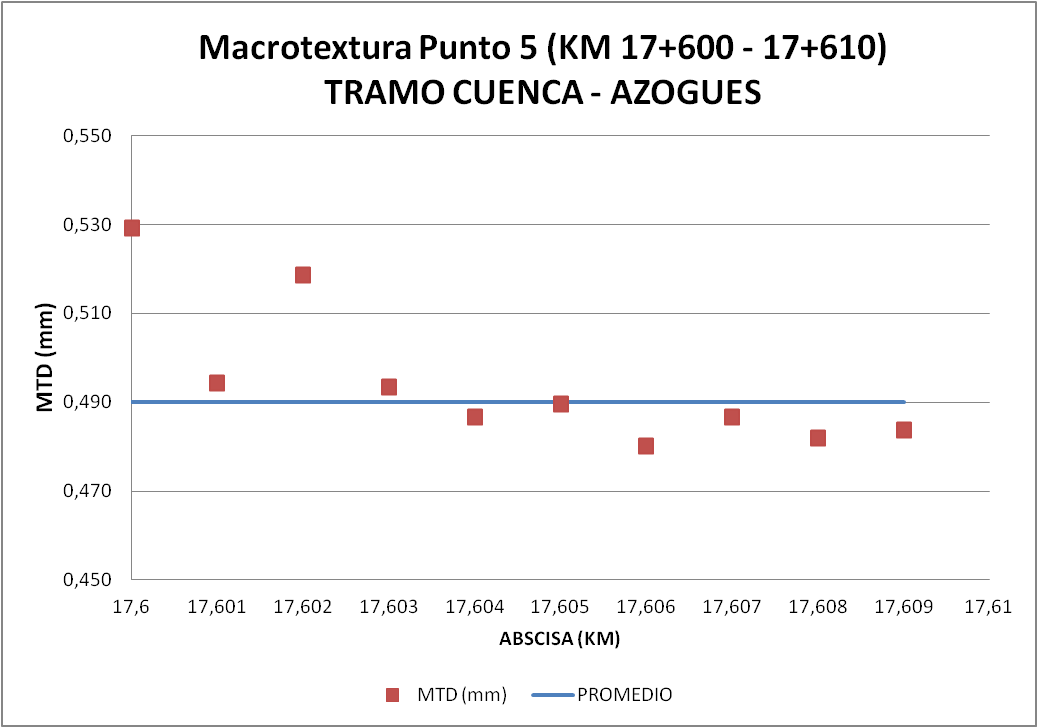 Macrotextura Punto 5 (KM 17+600 - 17+610)
TRAMO CUENCA - AZOGUES
0,550
0,530
0,510
0,490
0,470
0,450
MTD (mm)
17,6 17,601 17,602 17,603 17,604 17,605 17,606 17,607 17,608 17,609 17,61
ABSCISA (KM)
MTD (mm) PROMEDIO